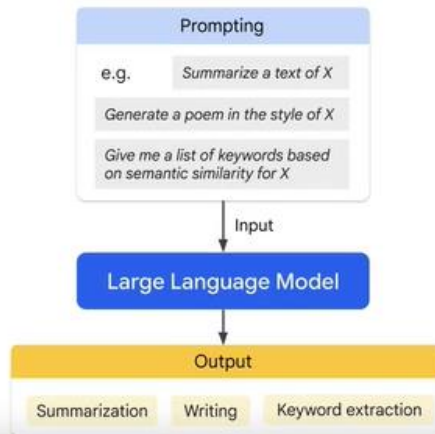 Prompting
e.g. Summarize a text of X
Generate a poem in the style of X
Give me a list of keywords based
on semantic similarity for X
Input
Large Language Model
Output
Summarization Writing Keyword extraction